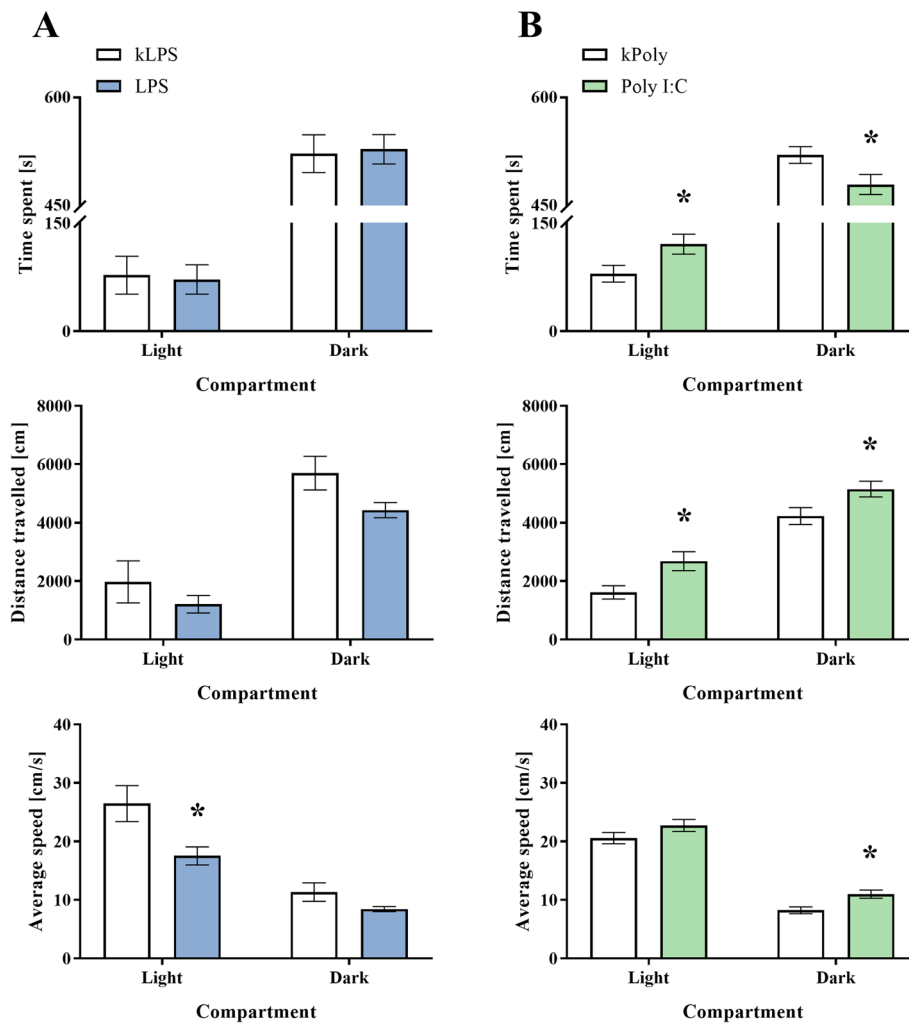 A
kLPS
LPS
Time spent [s]
600
450
150
0
Light
Dark
Compartment
B
kPoly
Poly I:C
Time spent [s]
600
450
150
0
*
*
Light
Dark
Compartment
Distance travelled [cm]
8000
6000
4000
2000
0
Light
Dark
Compartment
Distance travelled [cm]
8000
6000
4000
2000
0
*
*
Light
Dark
Compartment
Average speed [cm/s]
40
30
20
10
0
*
Light
Dark
Compartment
Average speed [cm/s]
40
30
20
10
0
*
Light
Dark
Compartment